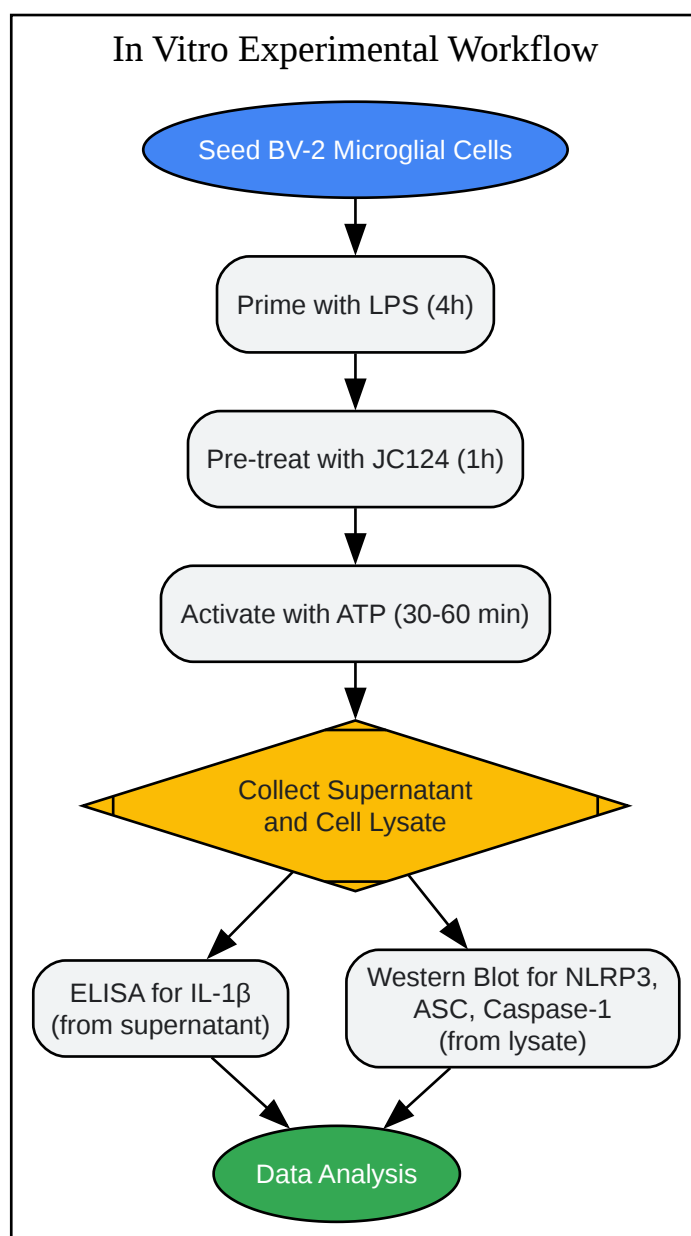 In Vitro Experimental Workflow
Seed BV-2 Microglial Cells
Prime with LPS (4h)
Pre-treat with JC124 (1h)
Activate with ATP (30-60 min)
Collect Supernatant
and Cell Lysate
ELISA for IL-1β
(from supernatant)
Western Blot for NLRP3,
ASC, Caspase-1
(from lysate)
Data Analysis